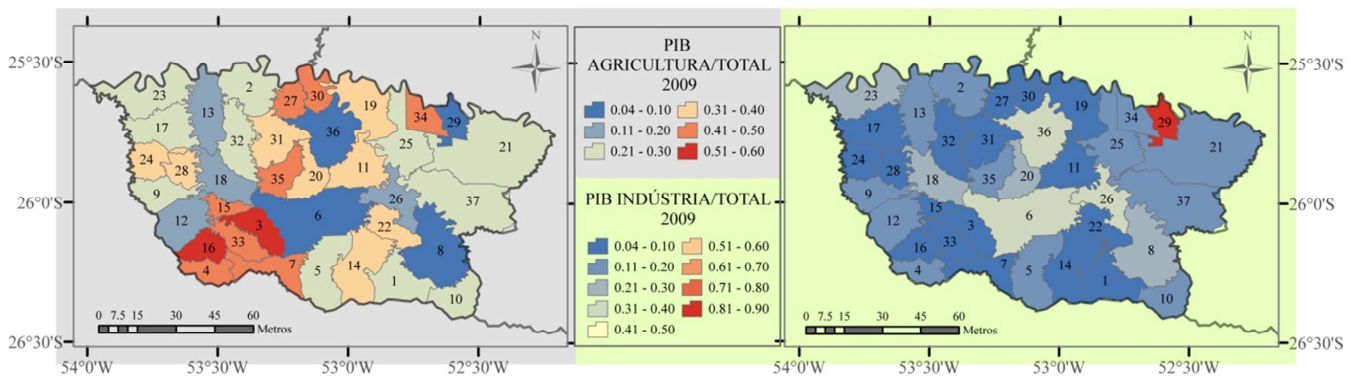 25°30'S
26°0'S
26°30'S
54°0'W 53°30'W 53°0'W 52°30'W
N
23 2 27 30 19 34 29
13 17 32 31 36 25 21
24 28 18 35 20 11
9 12 15 3 6 26 37
16 33 22 8
4 7 5 14 1 10
0 7.5 15 30 45 60
Metros
PIB
AGRICULTURA/TOTAL
2009
0.04 - 0.10 0.31 - 0.40
0.11 - 0.20 0.41 - 0.50
0.21 - 0.30 0.51 - 0.60
PIB INDÚSTRIA/TOTAL
2009
0.04 - 0.10 0.51 - 0.60
0.11 - 0.20 0.61 - 0.70
0.21 - 0.30 0.71 - 0.80
0.31 - 0.40 0.81 - 0.90
0.41 - 0.50
N
23 2 27 30 19 34 29
13 17 32 31 36 25 21
24 28 18 35 20 11
9 12 15 3 6 26 37
16 33 22 8
4 7 5 14 1 10
0 7.5 15 30 45 60
Metros
25°30'S
26°0'S
26°30'S
54°0'W 53°30'W 53°0'W 52°30'W